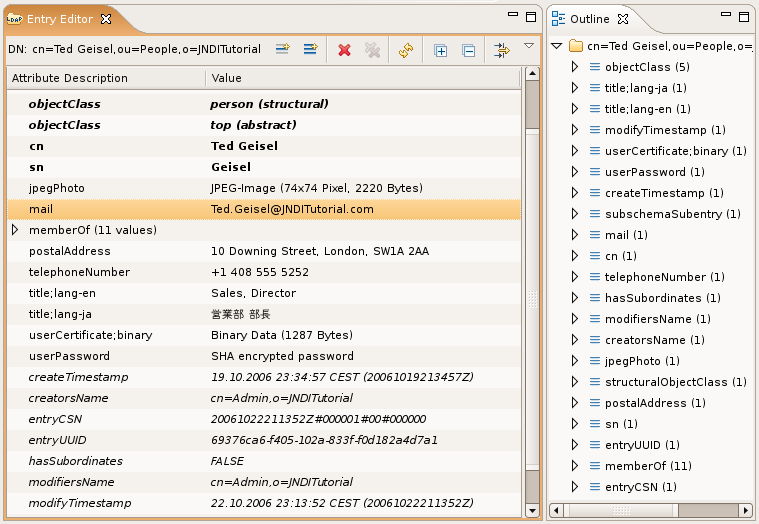 LDAP Entry Editor
DN: cn=Ted Geisel,ou=People,o=JNDITutorial
Attribute Description Value
objectClass person (structural)
objectClass top (abstract)
cn Ted Geisel
sn Geisel
jpegPhoto JPEG-Image (74x74 Pixel, 2220 Bytes)
mail Ted.Geisel@JNDITutorial.com
memberOf (11 values)
postalAddress 10 Downing Street, London, SW1A 2AA
telephoneNumber +1 408 555 5252
title;lang-en Sales, Director
title;lang-ja 営業部 部長
userCertificate;binary Binary Data (1287 Bytes)
userPassword SHA encrypted password
createTimestamp 19.10.2006 23:34:57 CEST (20061019213457Z)
creatorsName cn=Admin,o=JNDITutorial
entryCSN 20061022211352Z#000001#00#000000
entryUUID 69376ca6-f405-102a-833f-f0d182a4d7a1
hasSubordinates FALSE
modifiersName cn=Admin,o=JNDITutorial
modifyTimestamp 22.10.2006 23:13:52 CEST (20061022211352Z)
Outline
cn=Ted Geisel,ou=People,o=
objectClass (5)
title;lang-ja (1)
title;lang-en (1)
modifyTimestamp (1)
userCertificate;binary (1)
userPassword (1)
createTimestamp (1)
subschemaSubentry (1)
mail (1)
cn (1)
telephoneNumber (1)
hasSubordinates (1)
modifiersName (1)
creatorsName (1)
jpegPhoto (1)
structuralObjectClass (1)
postalAddress (1)
sn (1)
entryUUID (1)
memberOf (11)
entryCSN (1)